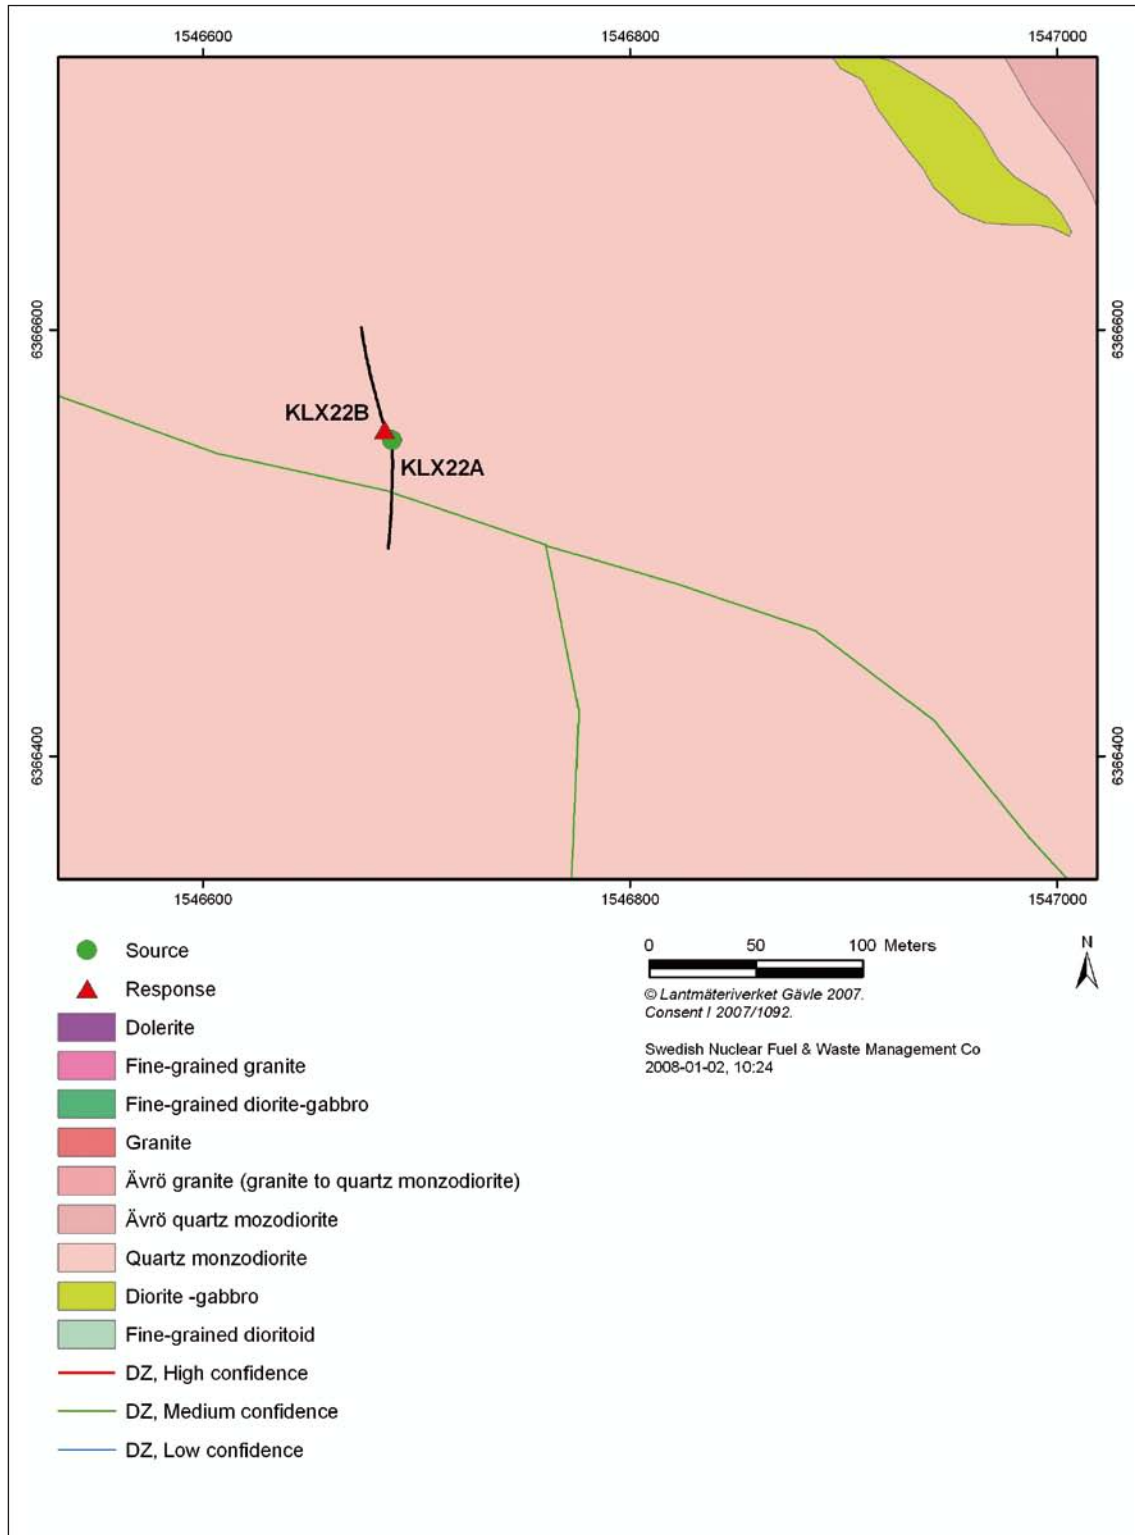 1546600 1546800 1547000
6366600 6366600
KLX22B
KLX22A
6366400 6366400
1546600 1546800 1547000
Source
Response
Dolerite
Fine-grained granite
Fine-grained diorite-gabbro
Granite
Ävrö granite (granite to quartz monzodiorite)
Ävrö quartz mozodiorite
Quartz monzodiorite
Diorite -gabbro
Fine-grained dioritoid
DZ, High confidence
DZ, Medium confidence
DZ, Low confidence
0 50 100 Meters
© Lantmäteriverket Gävle 2007.
Consent I 2007/1092.
Swedish Nuclear Fuel & Waste Management Co
2008-01-02, 10:24
N